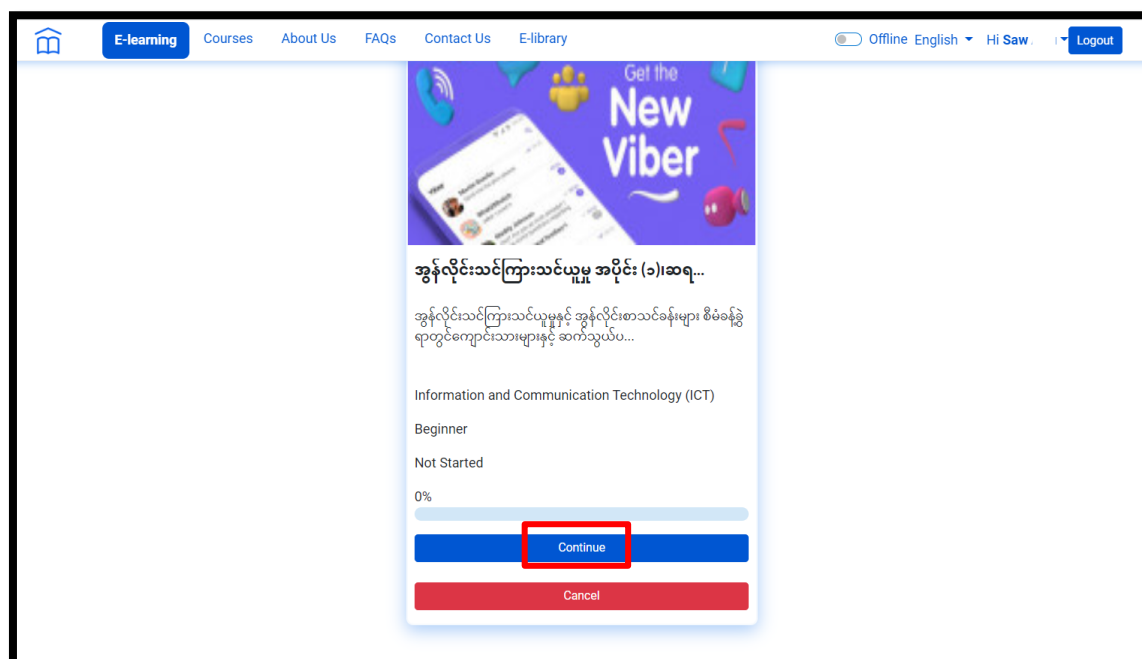 E-learning Courses About Us FAQs Contact Us E-library Offline English Hi Saw Logout
Get the
New
Viber
အွန်လိုင်းသင်ကြားသင်ယူမှု အပိုင်း (၁)၊ဆရ...
အွန်လိုင်းသင်ကြားသင်ယူမှုနှင့် အွန်လိုင်းစာသင်ခန်းများ စီမံခန့်ခွဲ
ရာတွင်ကျောင်းသားများနှင့် ဆက်သွယ်ပ...
Information and Communication Technology (ICT)
Beginner
Not Started
0%
Continue
Cancel